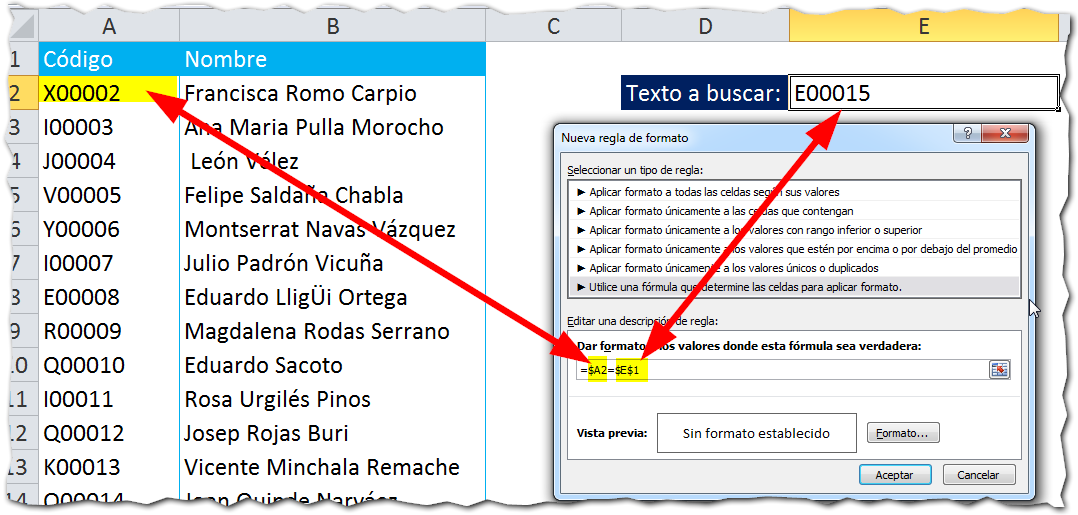 A B C D E
1 Código Nombre
2 X00002 Francisca Romo Carpio Texto a buscar: E00015
3 I00003 Ana Maria Pulla Morocho
4 J00004 León Vélez
5 V00005 Felipe Saldaña Chabla
6 Y00006 Montserrat Navas Vázquez
7 I00007 Julio Padrón Vicuña
8 E00008 Eduardo LligÜi Ortega
9 R00009 Magdalena Rodas Serrano
10 Q00010 Eduardo Sacoto
11 I00011 Rosa Urgilés Pinos
12 Q00012 Josep Rojas Buri
13 K00013 Vicente Minchala Remache
14 Q00014 Joan Quinde Narváez
Nueva regla de formato
Seleccionar un tipo de regla:
► Aplicar formato a todas las celdas según sus valores
► Aplicar formato únicamente a las celdas que contengan
► Aplicar formato únicamente a los valores con rango inferior o superior
► Aplicar formato únicamente a los valores que estén por encima o por debajo del promedio
► Aplicar formato únicamente a los valores únicos o duplicados
► Utilice una fórmula que determine las celdas para aplicar formato.
Editar una descripción de regla:
Dar formato a los valores donde esta fórmula sea verdadera:
=$A2=$E$1
Vista previa: Sin formato establecido Formato...
Aceptar Cancelar